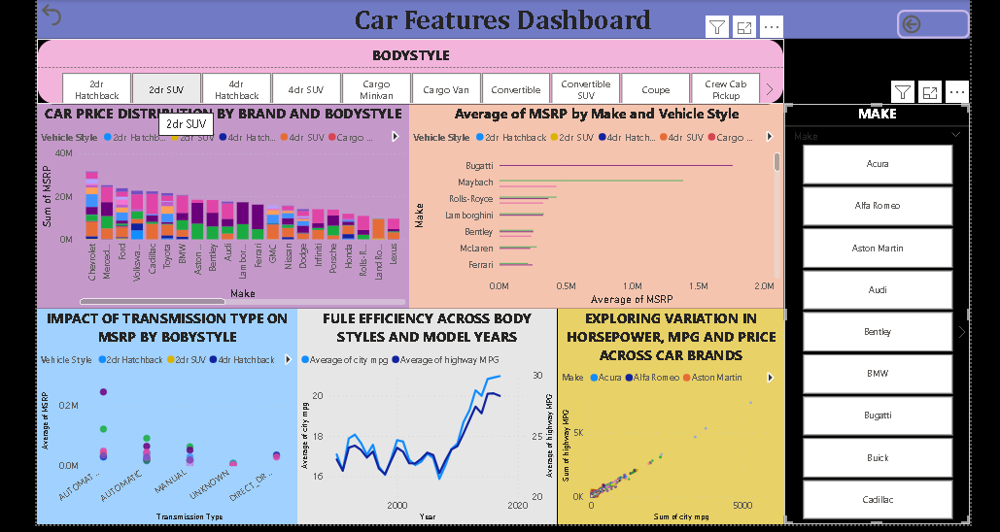 Car Features Dashboard
BODYSTYLE
2dr Hatchback
2dr SUV
4dr Hatchback
4dr SUV
Cargo Minivan
Cargo Van
Convertible
Convertible SUV
Coupe
Crew Cab Pickup
CAR PRICE DISTRIBUTION BY BRAND AND BODYSTYLE
2dr SUV
Vehicle Style 2dr Hatchb... 2dr SUV 4dr Hatch... 4dr SUV Cargo ...
40M
20M
0M
Sum of MSRP
Chevrolet
Merced...
Ford
Volkswa...
Cadillac
Toyota
BMW
Aston ...
Bentley
Audi
Lambor...
Ferrari
GMC
Nissan
Dodge
Infiniti
Porsche
Honda
Rolls-R...
Land Ro...
Lexus
Make
Average of MSRP by Make and Vehicle Style
Vehicle Style 2dr Hatchb... 2dr SUV 4dr Hatch... 4dr SUV Cargo ...
Make
Bugatti
Maybach
Rolls-Royce
Lamborghini
Bentley
McLaren
Ferrari
0.0M 0.5M 1.0M 1.5M 2.0M
Average of MSRP
IMPACT OF TRANSMISSION TYPE ON
MSRP BY BOBYSTYLE
Vehicle Style 2dr Hatchback 2dr SUV 4dr Hatchback
Average of MSRP
0.2M
0.0M
AUTOMAT...
AUTOMATIC
MANUAL
UNKNOWN
DIRECT_DR...
Transmission Type
FULE EFFICIENCY ACROSS BODY
STYLES AND MODEL YEARS
Average of city mpg Average of highway MPG
Average of city mpg
20
18
16
30
25
20
Average of highway MPG
2000 2020
Year
EXPLORING VARIATION IN
HORSEPOWER, MPG AND PRICE
ACROSS CAR BRANDS
Make Acura Alfa Romeo Aston Martin
Sum of highway MPG
5K
0K
0 5000
Sum of city mpg
MAKE
Make
Acura
Alfa Romeo
Aston Martin
Audi
Bentley
BMW
Bugatti
Buick
Cadillac